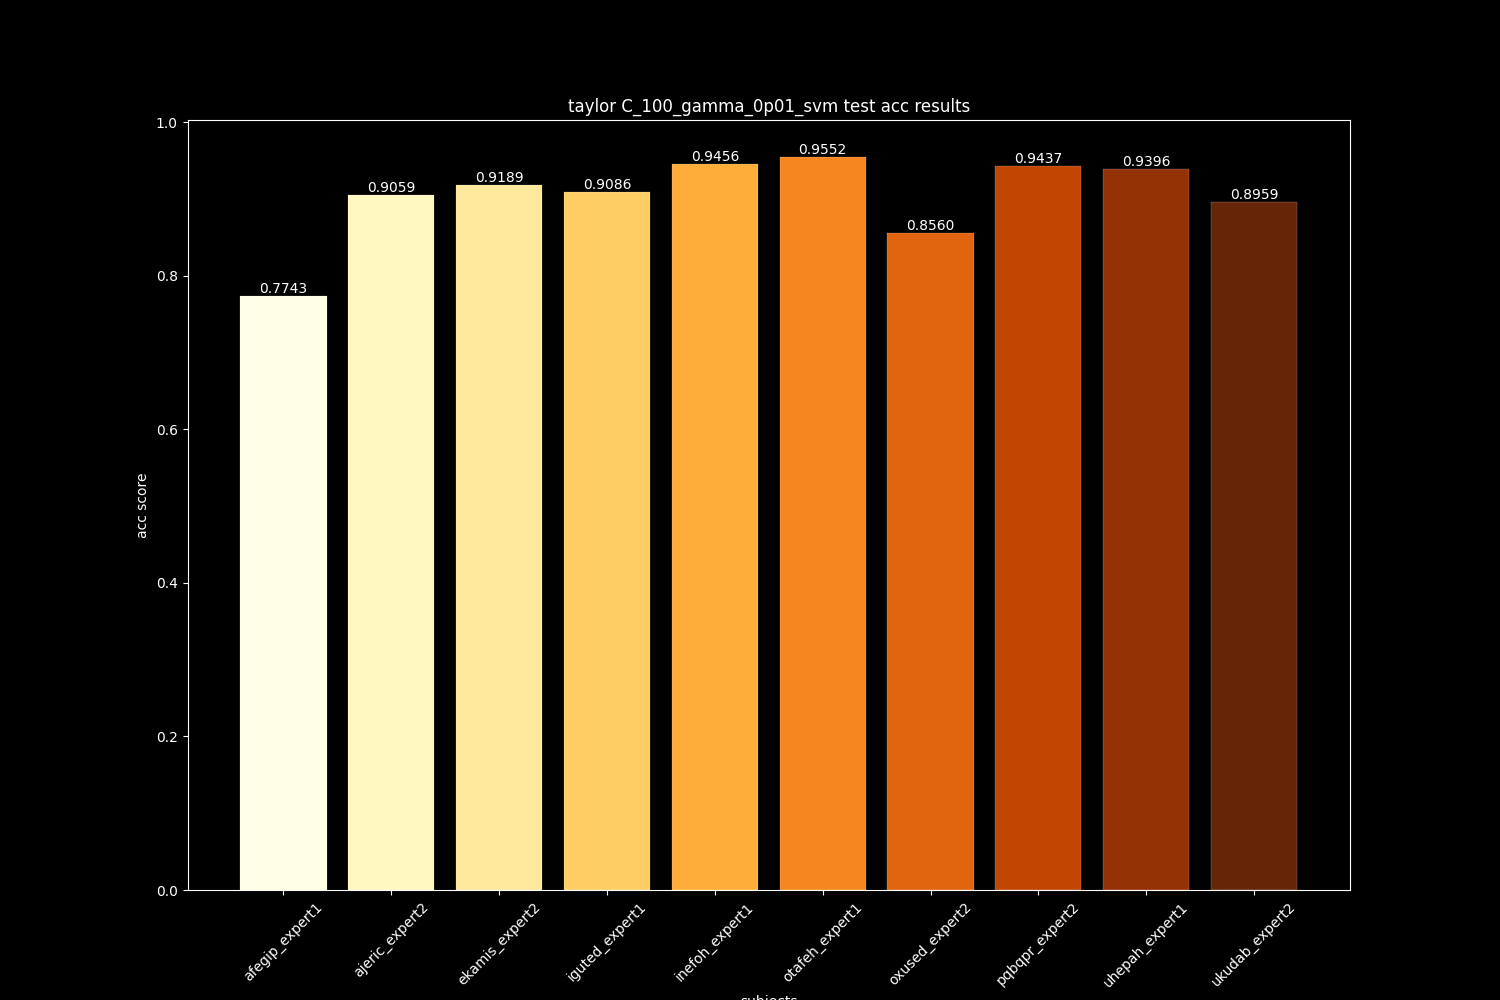 taylor C_100_gamma_0p01_svm test acc results
1.0
0.8
0.6
0.4
0.2
0.0
acc score
0.7743
0.9059
0.9189
0.9086
0.9456
0.9552
0.8560
0.9437
0.9396
0.8959
afegip_expert1
ajeric_expert2
ekamis_expert2
iguted_expert1
inefoh_expert1
otafeh_expert1
oxused_expert2
pqbqpr_expert2
uhepah_expert1
ukudab_expert2
subjects